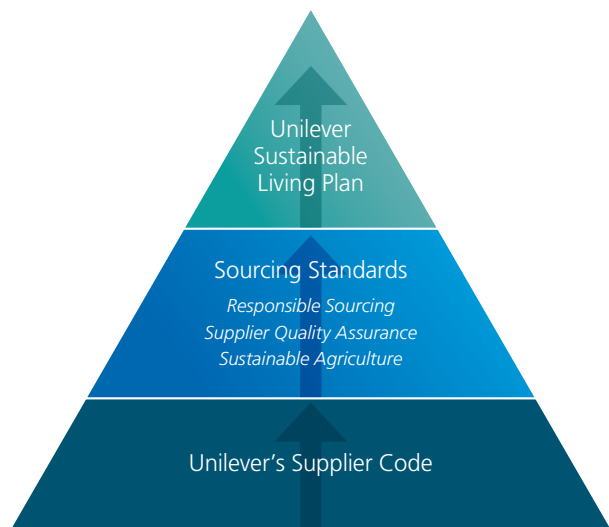 Unilever
Sustainable
Living Plan
Sourcing Standards
Responsible Sourcing
Supplier Quality Assurance
Sustainable Agriculture
Unilever’s Supplier Code